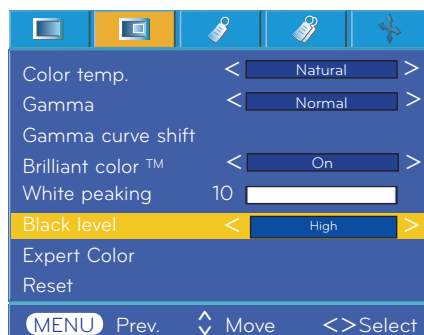 Color temp. < Natural >
Gamma < Normal >
Gamma curve shift
Brilliant color ™ < On >
White peaking 10
Black level < High >
Expert Color
Reset
MENU Prev. Move <>Select